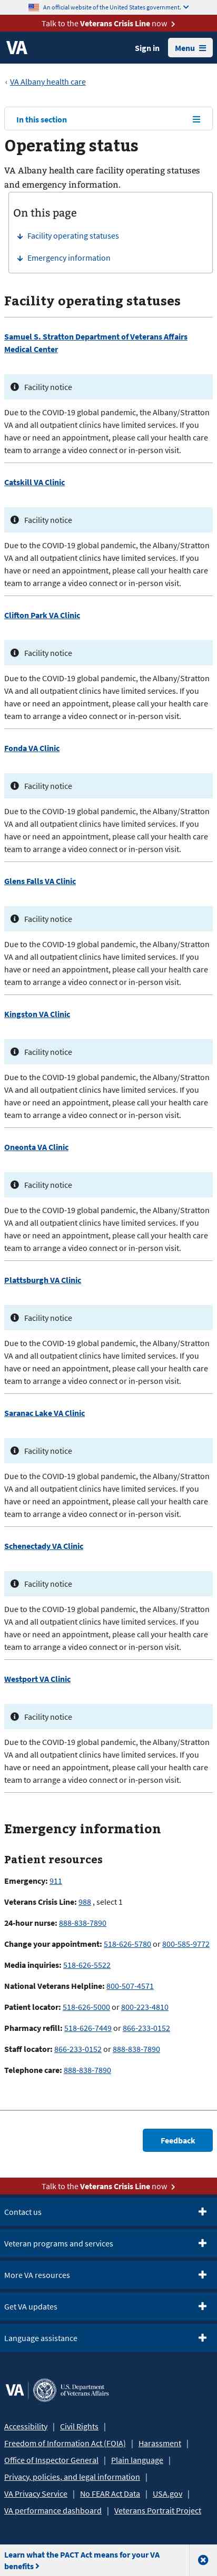 An official website of the United States government.
Talk to the Veterans Crisis Line now
VA
Sign in
Menu
VA Albany health care
In this section
Operating status
VA Albany health care facility operating statuses
and emergency information.
On this page
Facility operating statuses
Emergency information
Facility operating statuses
Samuel S. Stratton Department of Veterans Affairs
Medical Center
Facility notice
Due to the COVID-19 global pandemic, the Albany/Stratton
VA and all outpatient clinics have limited services. If you
have or need an appointment, please call your health care
team to arrange a video connect or in-person visit.
Catskill VA Clinic
Facility notice
Due to the COVID-19 global pandemic, the Albany/Stratton
VA and all outpatient clinics have limited services. If you
have or need an appointment, please call your health care
team to arrange a video connect or in-person visit.
Clifton Park VA Clinic
Facility notice
Due to the COVID-19 global pandemic, the Albany/Stratton
VA and all outpatient clinics have limited services. If you
have or need an appointment, please call your health care
team to arrange a video connect or in-person visit.
Fonda VA Clinic
Facility notice
Due to the COVID-19 global pandemic, the Albany/Stratton
VA and all outpatient clinics have limited services. If you
have or need an appointment, please call your health care
team to arrange a video connect or in-person visit.
Glens Falls VA Clinic
Facility notice
Due to the COVID-19 global pandemic, the Albany/Stratton
VA and all outpatient clinics have limited services. If you
have or need an appointment, please call your health care
team to arrange a video connect or in-person visit.
Kingston VA Clinic
Facility notice
Due to the COVID-19 global pandemic, the Albany/Stratton
VA and all outpatient clinics have limited services. If you
have or need an appointment, please call your health care
team to arrange a video connect or in-person visit.
Oneonta VA Clinic
Facility notice
Due to the COVID-19 global pandemic, the Albany/Stratton
VA and all outpatient clinics have limited services. If you
have or need an appointment, please call your health care
team to arrange a video connect or in-person visit.
Plattsburgh VA Clinic
Facility notice
Due to the COVID-19 global pandemic, the Albany/Stratton
VA and all outpatient clinics have limited services. If you
have or need an appointment, please call your health care
team to arrange a video connect or in-person visit.
Saranac Lake VA Clinic
Facility notice
Due to the COVID-19 global pandemic, the Albany/Stratton
VA and all outpatient clinics have limited services. If you
have or need an appointment, please call your health care
team to arrange a video connect or in-person visit.
Schenectady VA Clinic
Facility notice
Due to the COVID-19 global pandemic, the Albany/Stratton
VA and all outpatient clinics have limited services. If you
have or need an appointment, please call your health care
team to arrange a video connect or in-person visit.
Westport VA Clinic
Facility notice
Due to the COVID-19 global pandemic, the Albany/Stratton
VA and all outpatient clinics have limited services. If you
have or need an appointment, please call your health care
team to arrange a video connect or in-person visit.
Emergency information
Patient resources
Emergency: 911
Veterans Crisis Line: 988 , select 1
24-hour nurse: 888-838-7890
Change your appointment: 518-626-5780 or 800-585-9772
Media inquiries: 518-626-5522
National Veterans Helpline: 800-507-4571
Patient locator: 518-626-5000 or 800-223-4810
Pharmacy refill: 518-626-7449 or 866-233-0152
Staff locator: 866-233-0152 or 888-838-7890
Telephone care: 888-838-7890
Feedback
Talk to the Veterans Crisis Line now
Contact us
Veteran programs and services
More VA resources
Get VA updates
Language assistance
VA
U.S. Department
of Veterans Affairs
Accessibility | Civil Rights |
Freedom of Information Act (FOIA) | Harassment |
Office of Inspector General | Plain language |
Privacy, policies, and legal information |
VA Privacy Service | No FEAR Act Data | USA.gov |
VA performance dashboard | Veterans Portrait Project
Learn what the PACT Act means for your VA
benefits